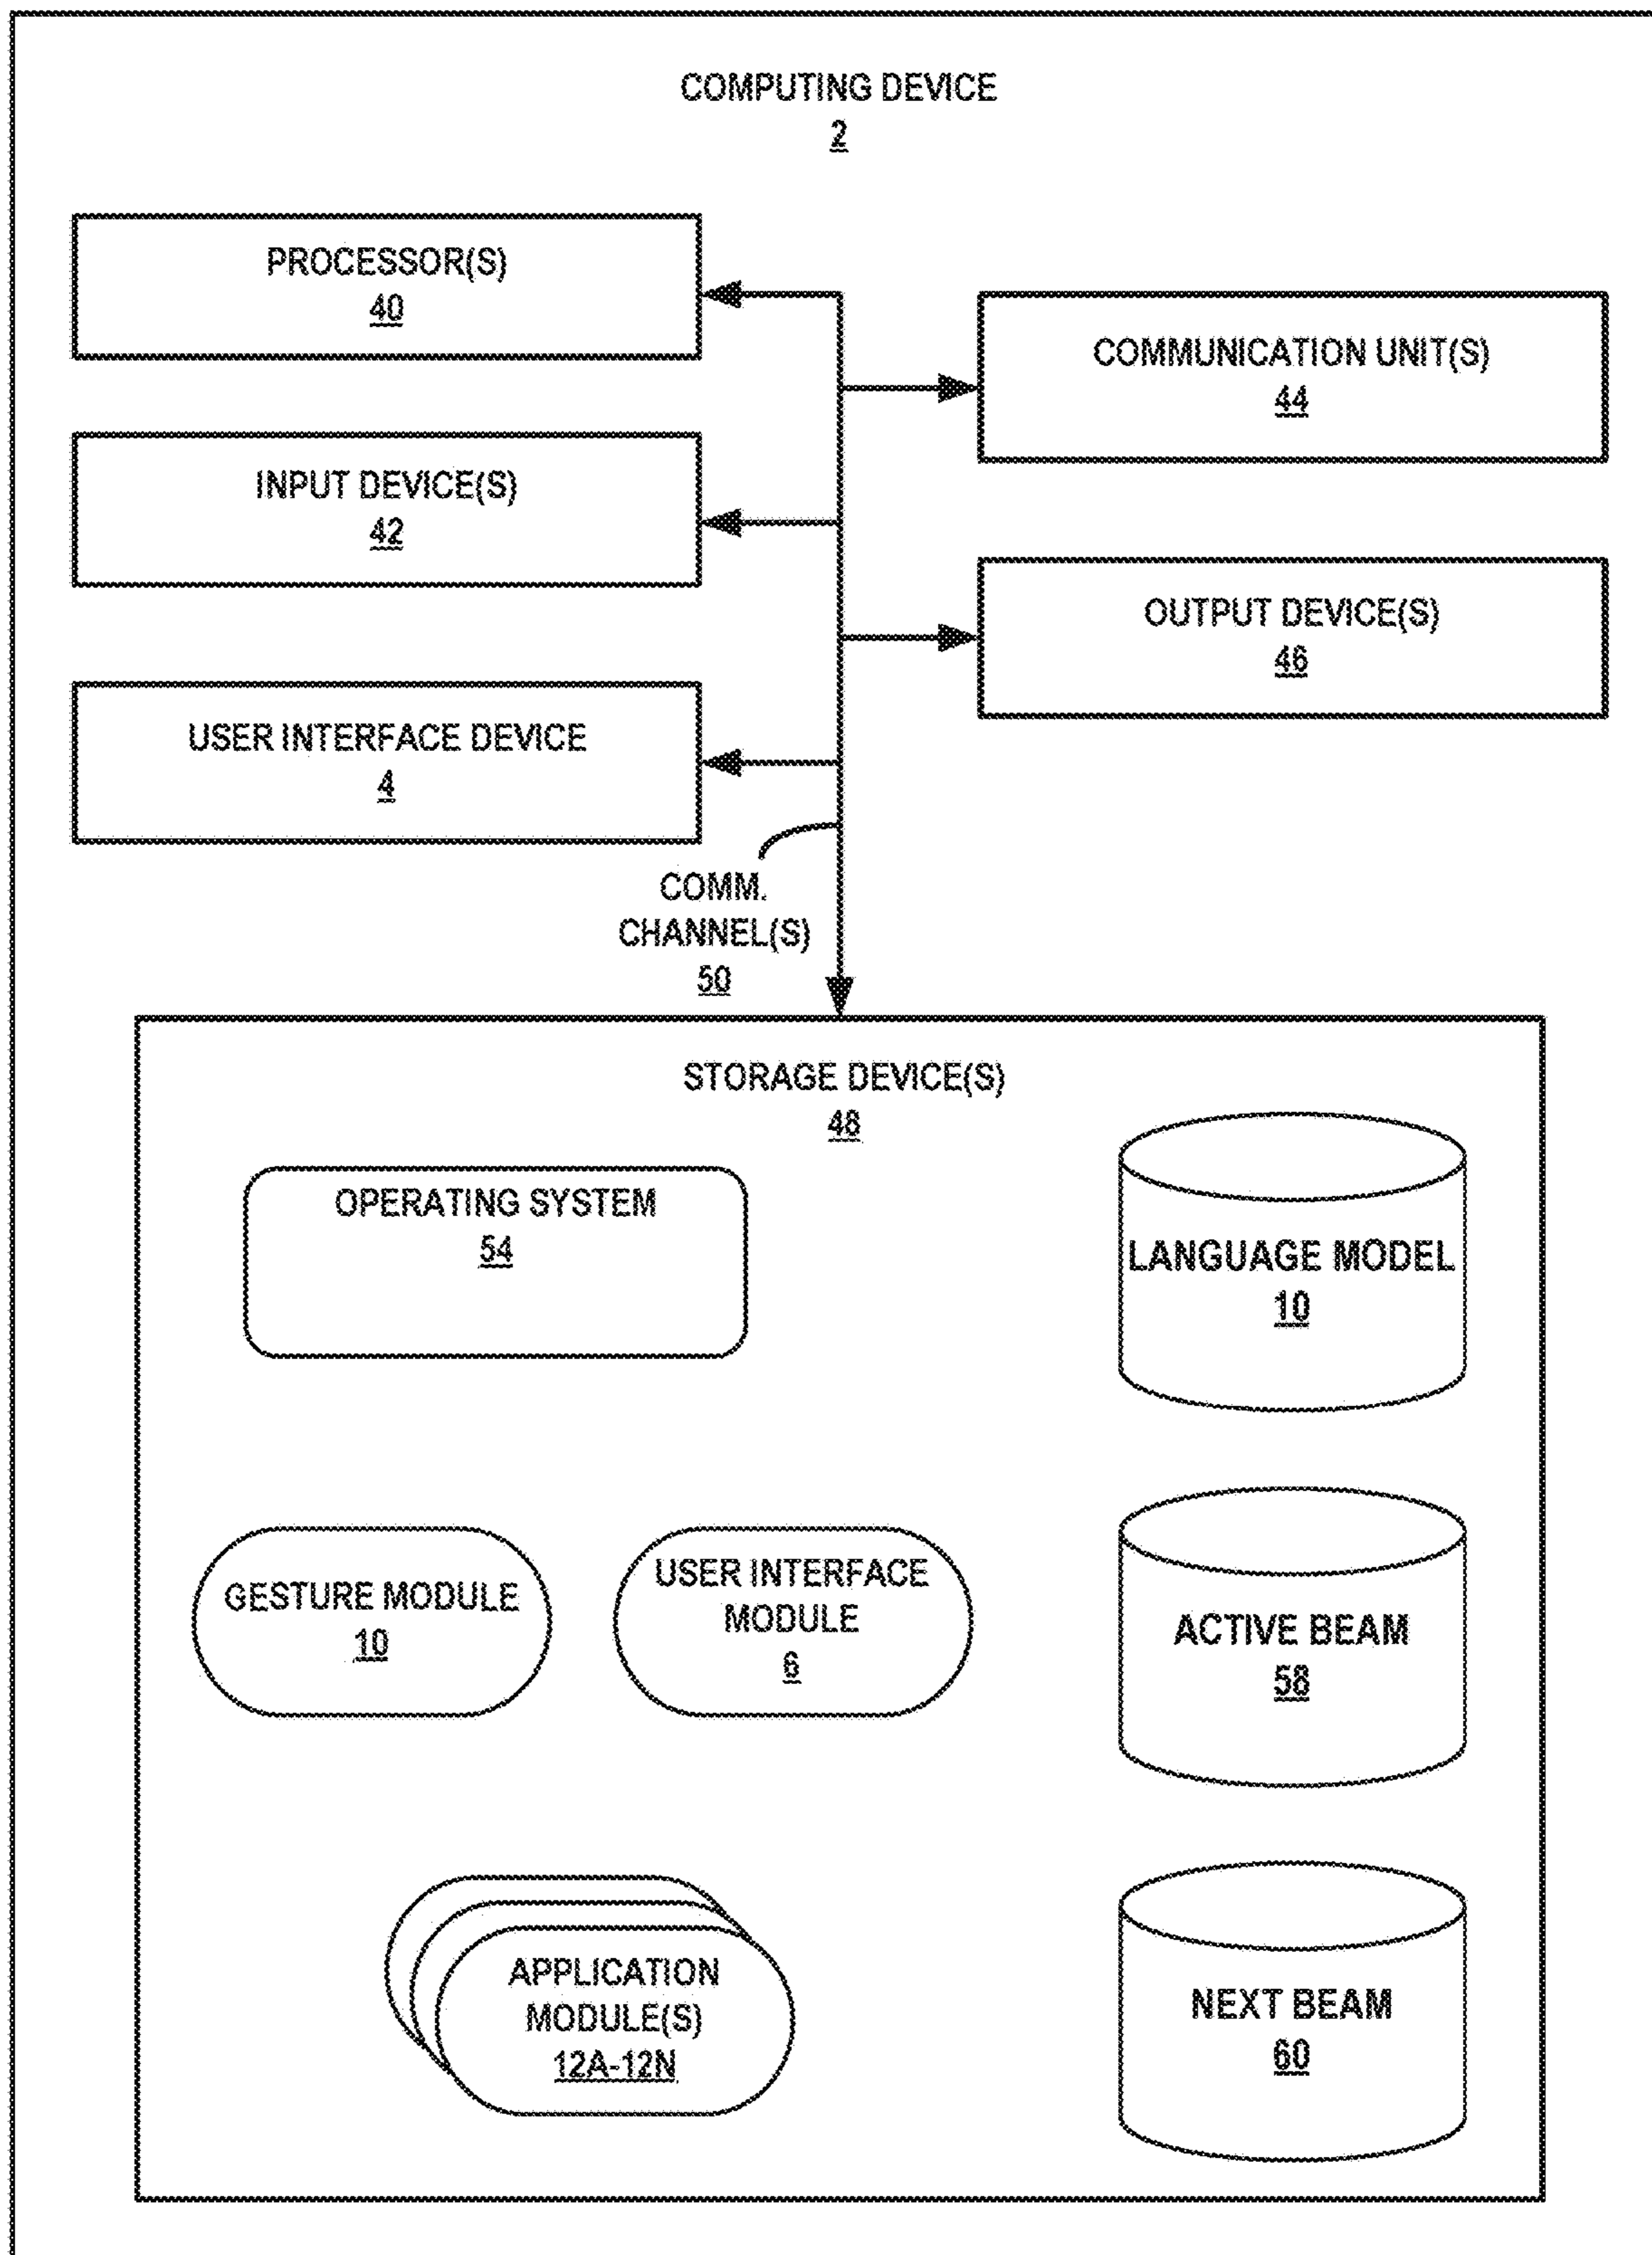 COMPUTING DEVICE
2
PROCESSOR(S)
40
COMMUNICATION UNIT(S)
44
INPUT DEVICE(S)
42
OUTPUT DEVICE(S)
46
USER INTERFACE DEVICE
4
COMM.
CHANNEL(S)
50
STORAGE DEVICE(S)
48
OPERATING SYSTEM
54
LANGUAGE MODEL
10
GESTURE MODULE
10
USER INTERFACE
MODULE
6
ACTIVE BEAM
58
APPLICATION
MODULE(S)
12A-12N
NEXT BEAM
60